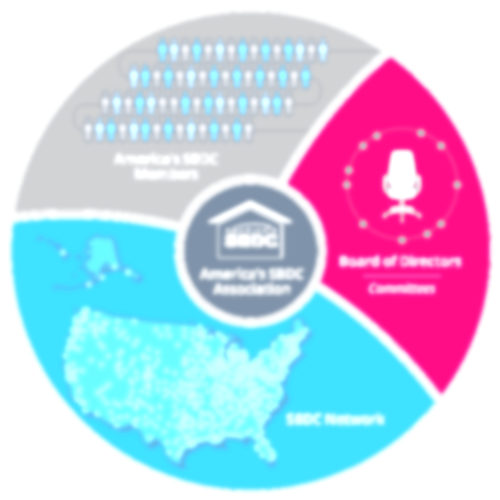 America's SBDC
Members
SBDC
America's SBDC
Association
Board of Directors
Committees
SBDC Network